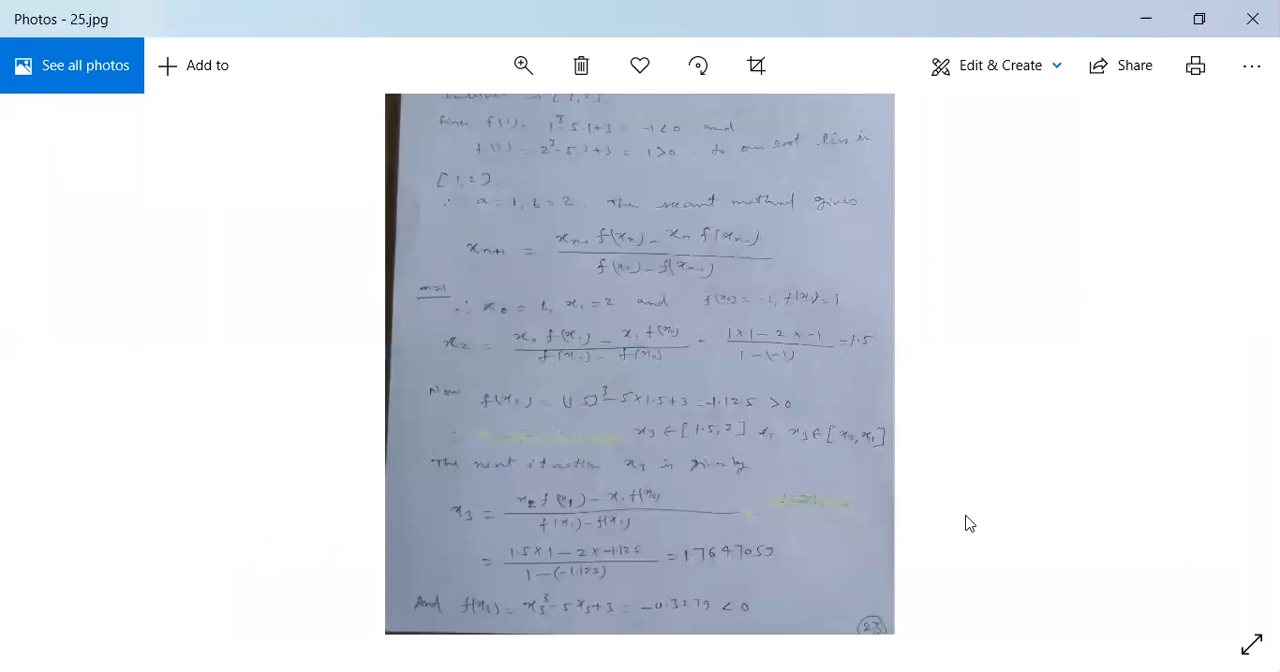 Photos - 25.jpg
See all photos
Add to
Edit & Create
Share
f(1) = 1³-5.1+3 = -1<0 and
2³-5.2+3 = 1>0. So one root lies in
[1,2].
∴ a=1, b=2. The secant method gives
xₙ₊₁ = (xₙ₋₁ f(xₙ) - xₙ f(xₙ₋₁)) / (f(xₙ) - f(xₙ₋₁))
n=1
∴ x₀ = 1, x₁ = 2 and f(x₀) = -1, f(x₁) = 1
x₂ = (x₀ f(x₁) - x₁ f(x₀)) / (f(x₁) - f(x₀)) = (1×1 - 2×-1) / (1-(-1)) = 1.5
Now f(x₂) = (1.5)³-5×1.5+3 = -1.125 >0
∴ x₃ ∈ [1.5, 2] x₃ ∈ [x₂, x₁]
The next iteration x₃ is given by
x₃ = (x₂ f(x₁) - x₁ f(x₂)) / (f(x₁) - f(x₂))
= (1.5×1 - 2×-1.125) / (1-(-1.125)) = 1.7647059
And f(x₃) = x₃³-5x₃+3 = -0.3279 < 0
23